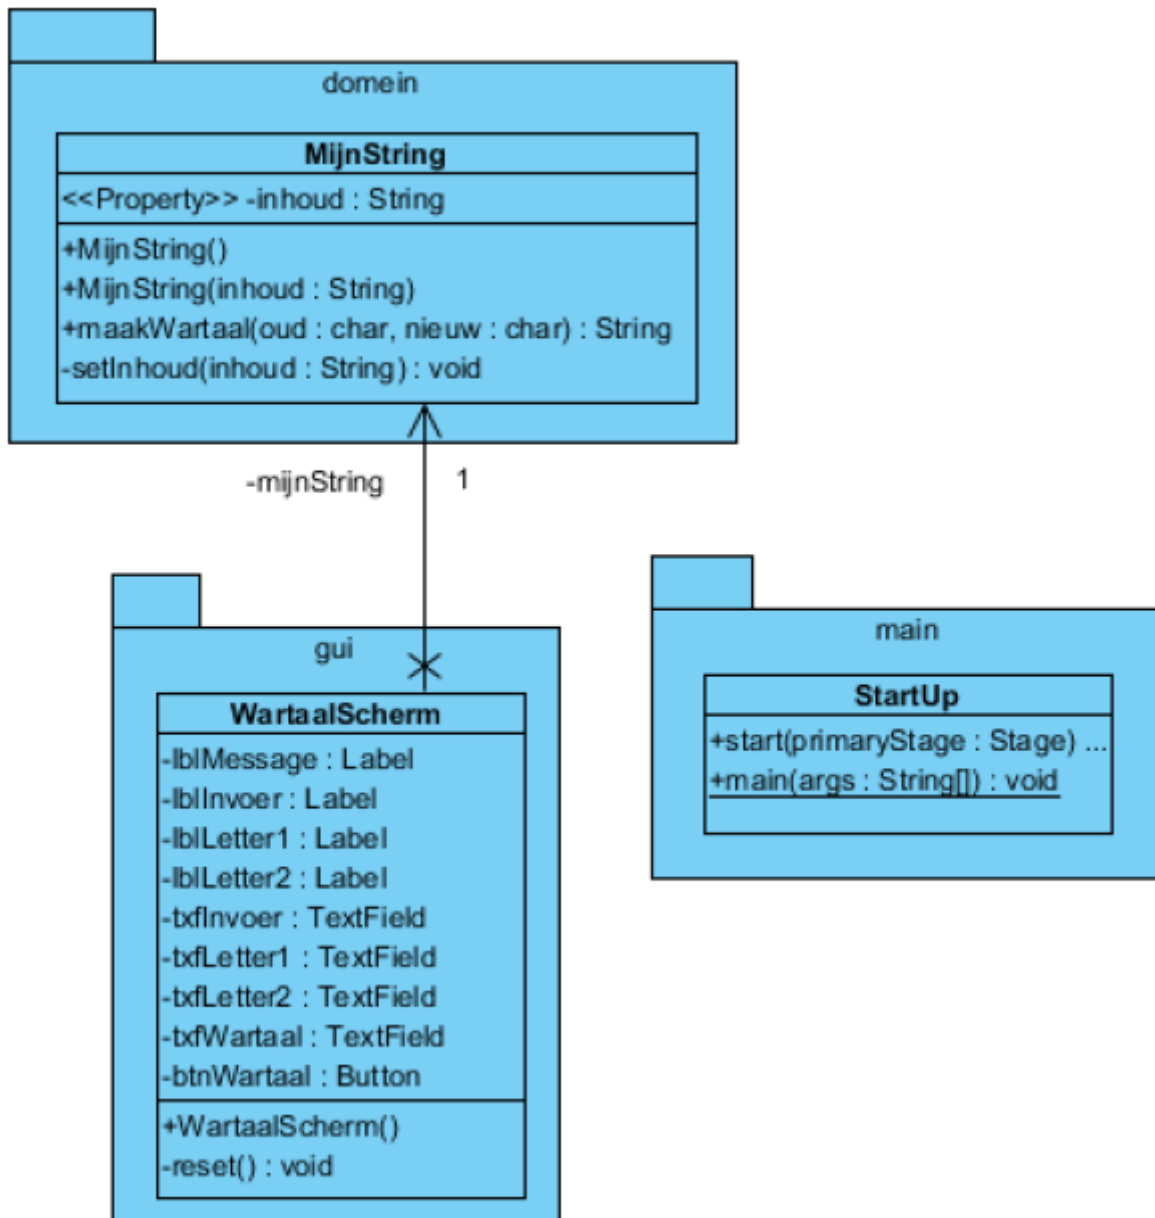 domein
MijnString
<<Property>> -inhoud : String
+MijnString()
+MijnString(inhoud : String)
+maakWartaal(oud : char, nieuw : char) : String
-setInhoud(inhoud : String) : void
-mijnString 1
gui
WartaalScherm
-lblMessage : Label
-lblInvoer : Label
-lblLetter1 : Label
-lblLetter2 : Label
-txfInvoer : TextField
-txfLetter1 : TextField
-txfLetter2 : TextField
-txfWartaal : TextField
-btnWartaal : Button
+WartaalScherm()
-reset() : void
main
StartUp
+start(primaryStage : Stage) ...
+main(args : String[]) : void